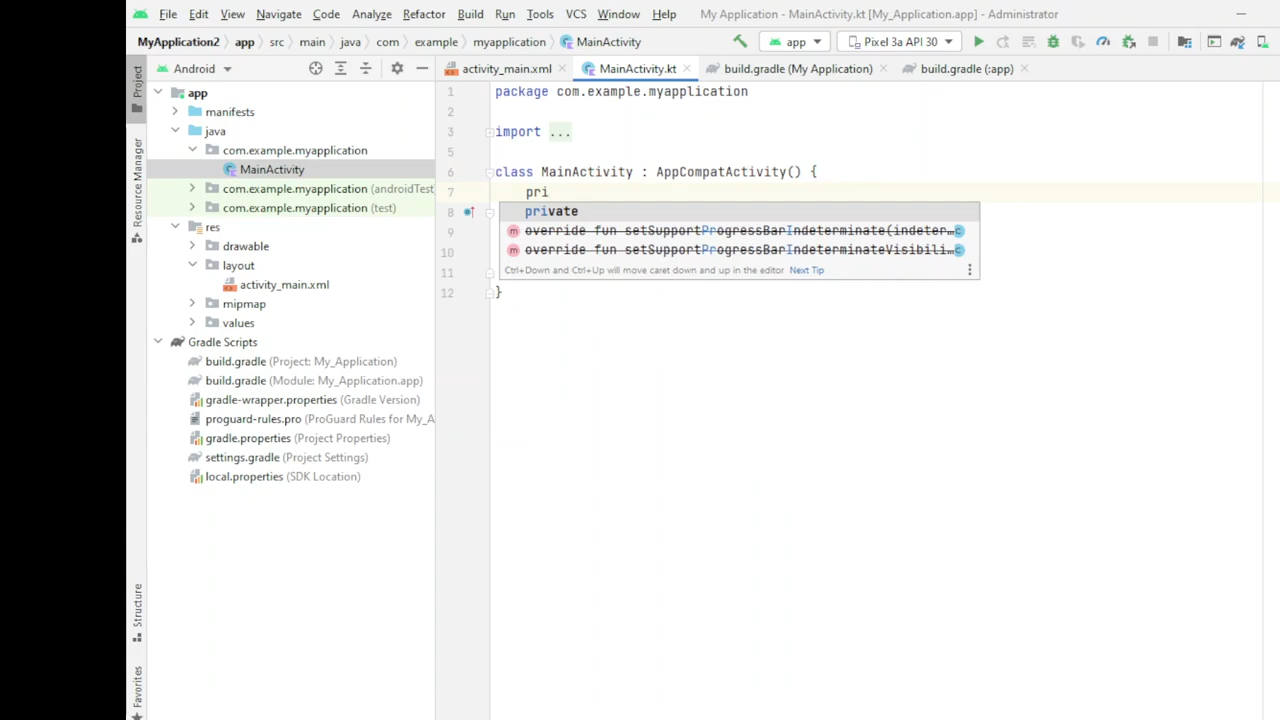 File Edit View Navigate Code Analyze Refactor Build Run Tools VCS Window Help My Application - MainActivity.kt [My_Application.app] - Administrator
MyApplication2 app src main java com example myapplication MainActivity app Pixel 3a API 30
Project
Android
activity_main.xml MainActivity.kt build.gradle (My Application) build.gradle (:app)
app
manifests
java
com.example.myapplication
MainActivity
com.example.myapplication (androidTest
com.example.myapplication (test)
res
drawable
layout
activity_main.xml
mipmap
values
Gradle Scripts
build.gradle (Project: My_Application)
build.gradle (Module: My_Application.app)
gradle-wrapper.properties (Gradle Version)
proguard-rules.pro (ProGuard Rules for My_A
gradle.properties (Project Properties)
settings.gradle (Project Settings)
local.properties (SDK Location)
Resource Manager
Structure
Favorites
1 package com.example.myapplication
2
3 import ...
5
6 class MainActivity : AppCompatActivity() {
7 pri
8 private
9 override fun setSupportProgressBarIndeterminate(indeter…
10 override fun setSupportProgressBarIndeterminateVisibili…
11 Ctrl+Down and Ctrl+Up will move caret down and up in the editor Next Tip
12 }